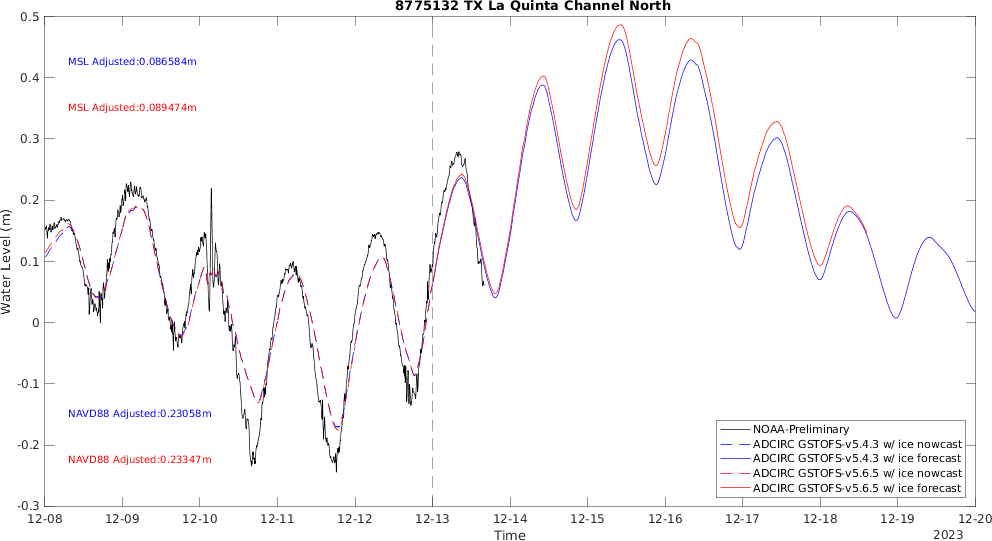 8775132 TX La Quinta Channel North
Water Level (m)
0.5
0.4
0.3
0.2
0.1
0
-0.1
-0.2
-0.3
MSL Adjusted:0.086584m
MSL Adjusted:0.089474m
NAVD88 Adjusted:0.23058m
NAVD88 Adjusted:0.23347m
NOAA-Preliminary
ADCIRC GSTOFS-v5.4.3 w/ ice nowcast
ADCIRC GSTOFS-v5.4.3 w/ ice forecast
ADCIRC GSTOFS-v5.6.5 w/ ice nowcast
ADCIRC GSTOFS-v5.6.5 w/ ice forecast
12-08 12-09 12-10 12-11 12-12 12-13 12-14 12-15 12-16 12-17 12-18 12-19 12-20
Time
2023